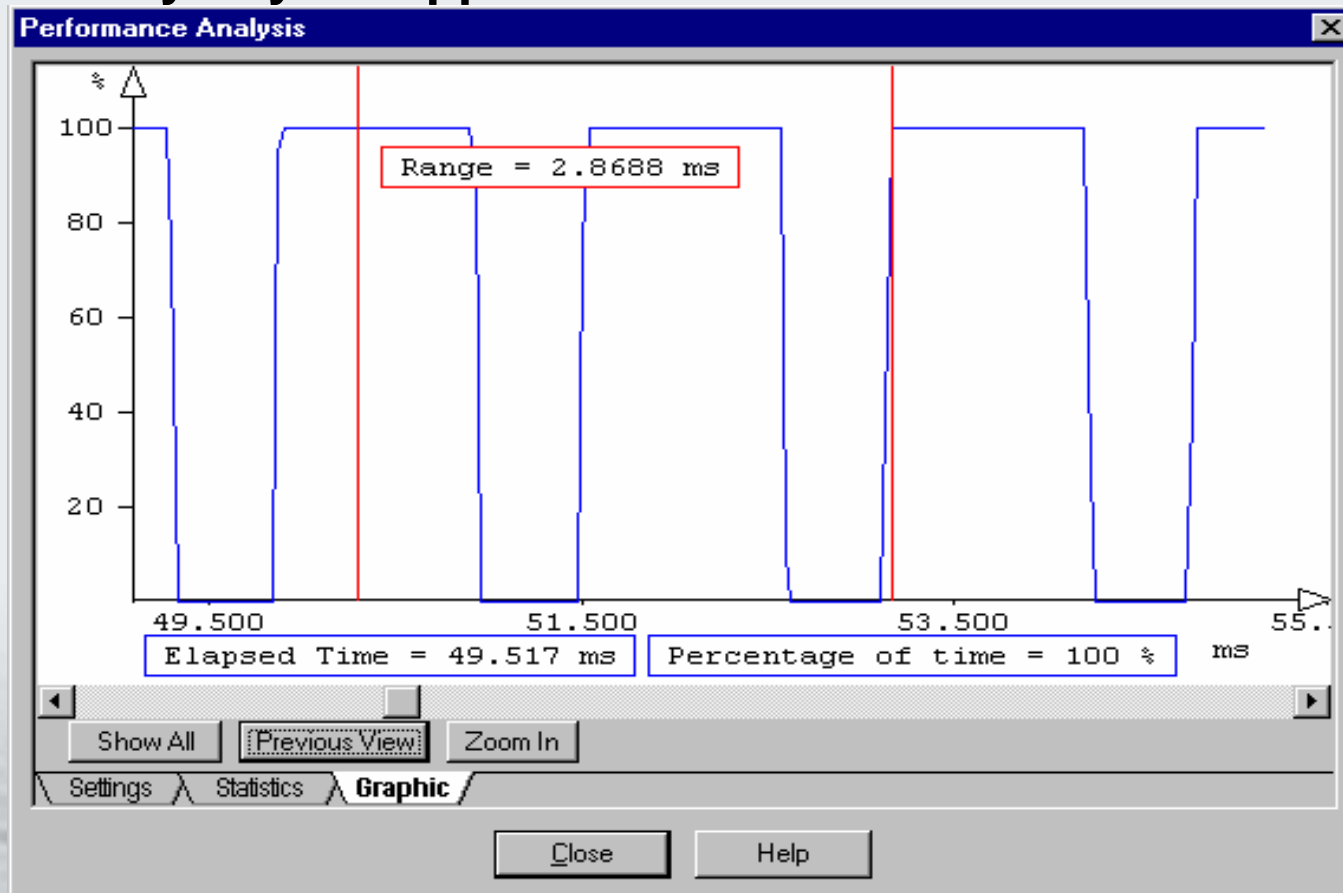 Performance Analysis
%
100
Range = 2.8688 ms
80
60
40
20
49.500 51.500 53.500 55..
Elapsed Time = 49.517 ms Percentage of time = 100 % ms
Show All Previous View Zoom In
Settings Statistics Graphic
Close Help